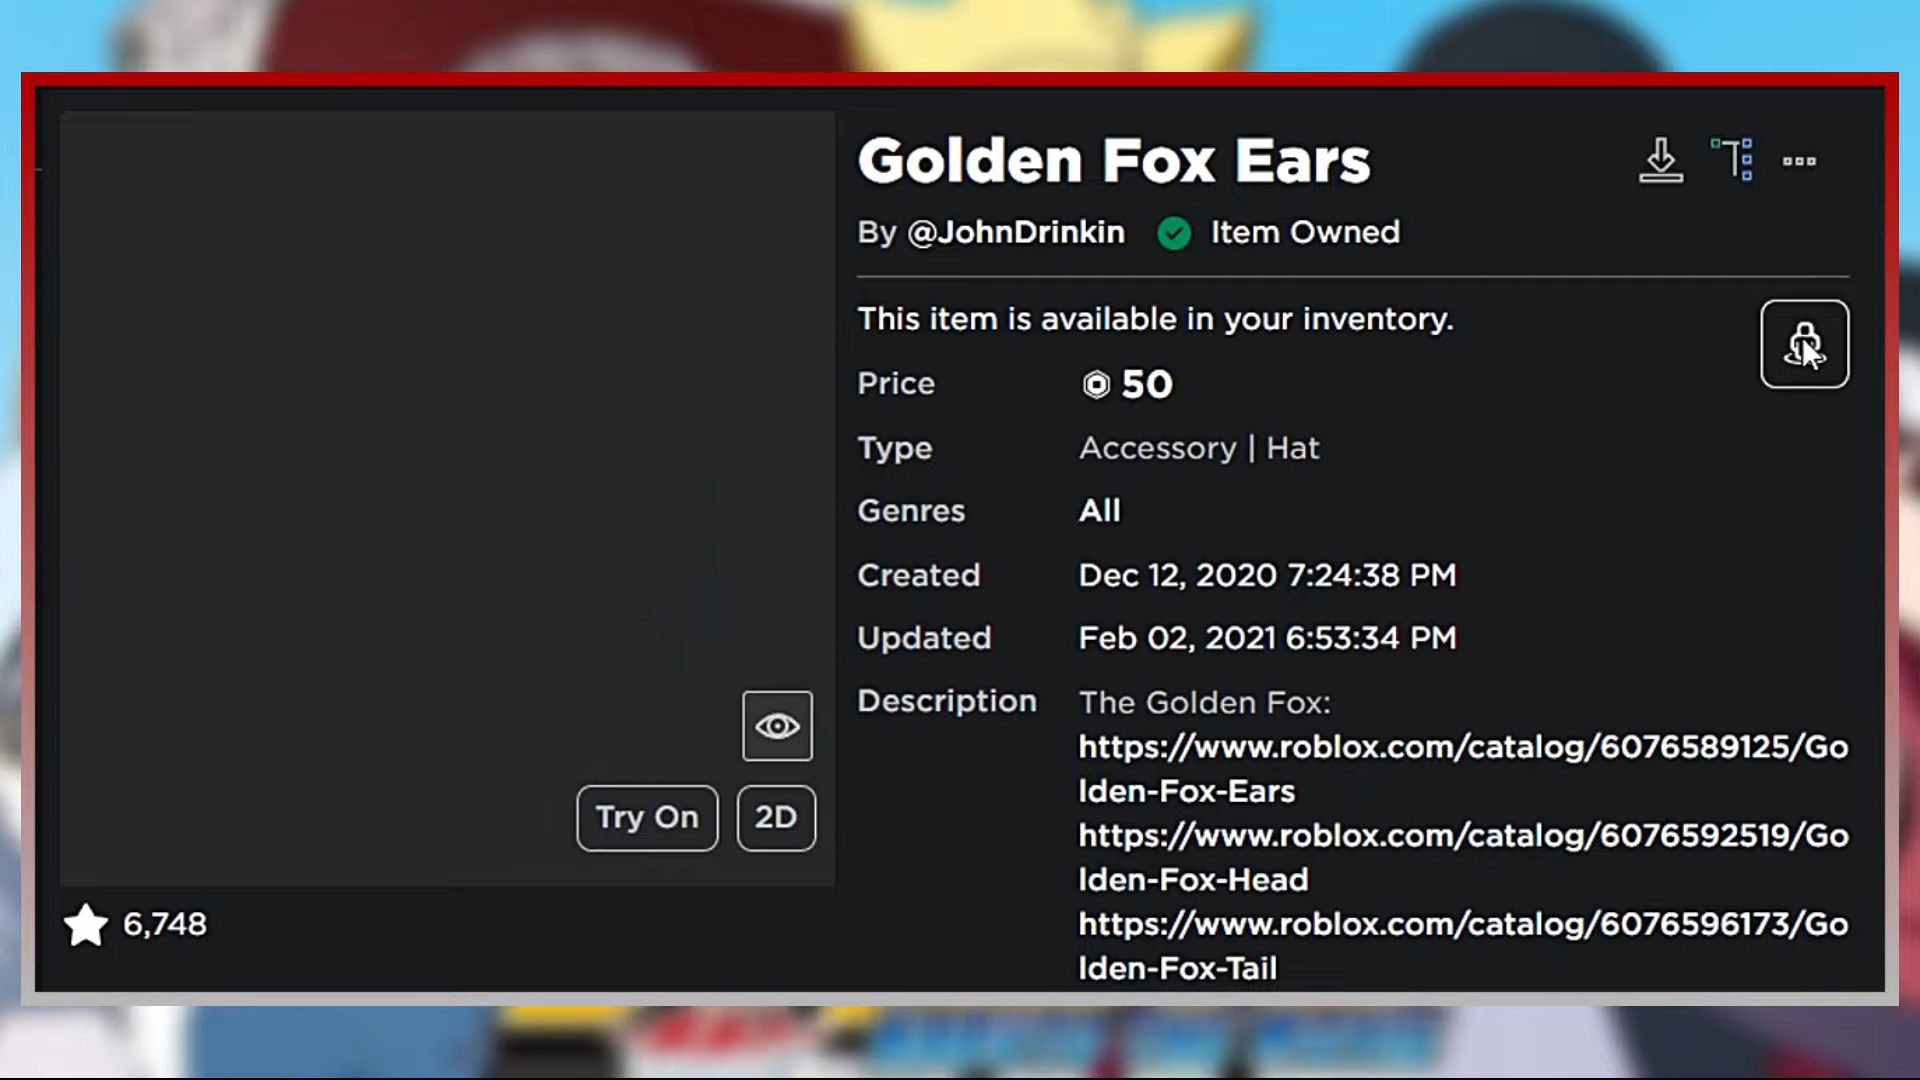 Golden Fox Ears
By @JohnDrinkin Item Owned
This item is available in your inventory.
Price 50
Type Accessory | Hat
Genres All
Created Dec 12, 2020 7:24:38 PM
Updated Feb 02, 2021 6:53:34 PM
Description The Golden Fox:
https://www.roblox.com/catalog/6076589125/Go
lden-Fox-Ears
https://www.roblox.com/catalog/6076592519/Go
lden-Fox-Head
https://www.roblox.com/catalog/6076596173/Go
lden-Fox-Tail
Try On 2D
6,748